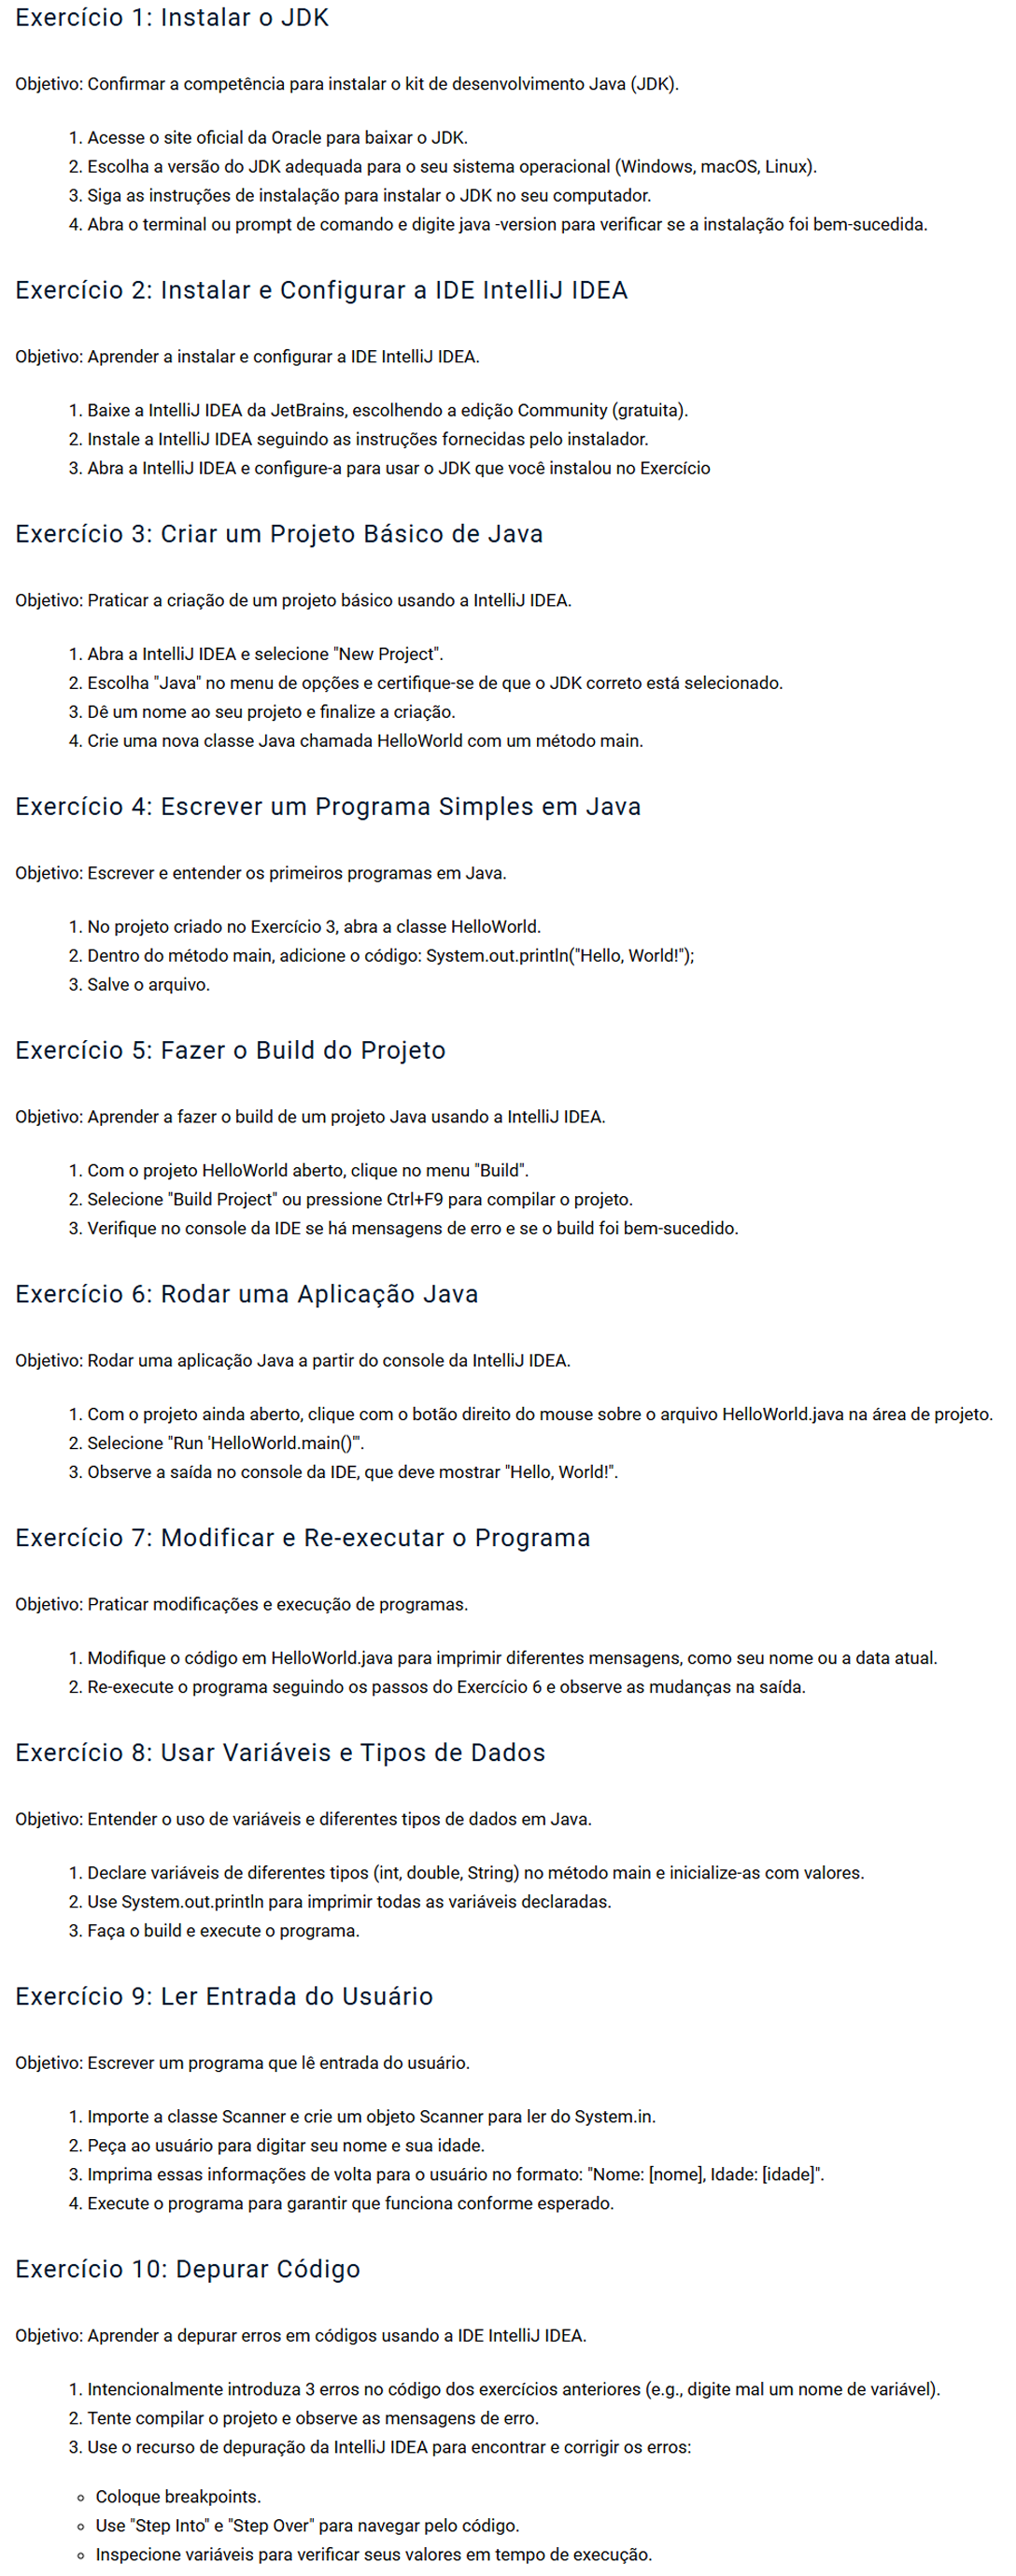 Exercício 1: Instalar o JDK
Objetivo: Confirmar a competência para instalar o kit de desenvolvimento Java (JDK).
1. Acesse o site oficial da Oracle para baixar o JDK.
2. Escolha a versão do JDK adequada para o seu sistema operacional (Windows, macOS, Linux).
3. Siga as instruções de instalação para instalar o JDK no seu computador.
4. Abra o terminal ou prompt de comando e digite java -version para verificar se a instalação foi bem-sucedida.
Exercício 2: Instalar e Configurar a IDE IntelliJ IDEA
Objetivo: Aprender a instalar e configurar a IDE IntelliJ IDEA.
1. Baixe a IntelliJ IDEA da JetBrains, escolhendo a edição Community (gratuita).
2. Instale a IntelliJ IDEA seguindo as instruções fornecidas pelo instalador.
3. Abra a IntelliJ IDEA e configure-a para usar o JDK que você instalou no Exercício
Exercício 3: Criar um Projeto Básico de Java
Objetivo: Praticar a criação de um projeto básico usando a IntelliJ IDEA.
1. Abra a IntelliJ IDEA e selecione "New Project".
2. Escolha "Java" no menu de opções e certifique-se de que o JDK correto está selecionado.
3. Dê um nome ao seu projeto e finalize a criação.
4. Crie uma nova classe Java chamada HelloWorld com um método main.
Exercício 4: Escrever um Programa Simples em Java
Objetivo: Escrever e entender os primeiros programas em Java.
1. No projeto criado no Exercício 3, abra a classe HelloWorld.
2. Dentro do método main, adicione o código: System.out.println("Hello, World!");
3. Salve o arquivo.
Exercício 5: Fazer o Build do Projeto
Objetivo: Aprender a fazer o build de um projeto Java usando a IntelliJ IDEA.
1. Com o projeto HelloWorld aberto, clique no menu "Build".
2. Selecione "Build Project" ou pressione Ctrl+F9 para compilar o projeto.
3. Verifique no console da IDE se há mensagens de erro e se o build foi bem-sucedido.
Exercício 6: Rodar uma Aplicação Java
Objetivo: Rodar uma aplicação Java a partir do console da IntelliJ IDEA.
1. Com o projeto ainda aberto, clique com o botão direito do mouse sobre o arquivo HelloWorld.java na área de projeto.
2. Selecione "Run 'HelloWorld.main()'".
3. Observe a saída no console da IDE, que deve mostrar "Hello, World!".
Exercício 7: Modificar e Re-executar o Programa
Objetivo: Praticar modificações e execução de programas.
1. Modifique o código em HelloWorld.java para imprimir diferentes mensagens, como seu nome ou a data atual.
2. Re-execute o programa seguindo os passos do Exercício 6 e observe as mudanças na saída.
Exercício 8: Usar Variáveis e Tipos de Dados
Objetivo: Entender o uso de variáveis e diferentes tipos de dados em Java.
1. Declare variáveis de diferentes tipos (int, double, String) no método main e inicialize-as com valores.
2. Use System.out.println para imprimir todas as variáveis declaradas.
3. Faça o build e execute o programa.
Exercício 9: Ler Entrada do Usuário
Objetivo: Escrever um programa que lê entrada do usuário.
1. Importe a classe Scanner e crie um objeto Scanner para ler do System.in.
2. Peça ao usuário para digitar seu nome e sua idade.
3. Imprima essas informações de volta para o usuário no formato: "Nome: [nome], Idade: [idade]".
4. Execute o programa para garantir que funciona conforme esperado.
Exercício 10: Depurar Código
Objetivo: Aprender a depurar erros em códigos usando a IDE IntelliJ IDEA.
1. Intencionalmente introduza 3 erros no código dos exercícios anteriores (e.g., digite mal um nome de variável).
2. Tente compilar o projeto e observe as mensagens de erro.
3. Use o recurso de depuração da IntelliJ IDEA para encontrar e corrigir os erros:
◦ Coloque breakpoints.
◦ Use "Step Into" e "Step Over" para navegar pelo código.
◦ Inspecione variáveis para verificar seus valores em tempo de execução.